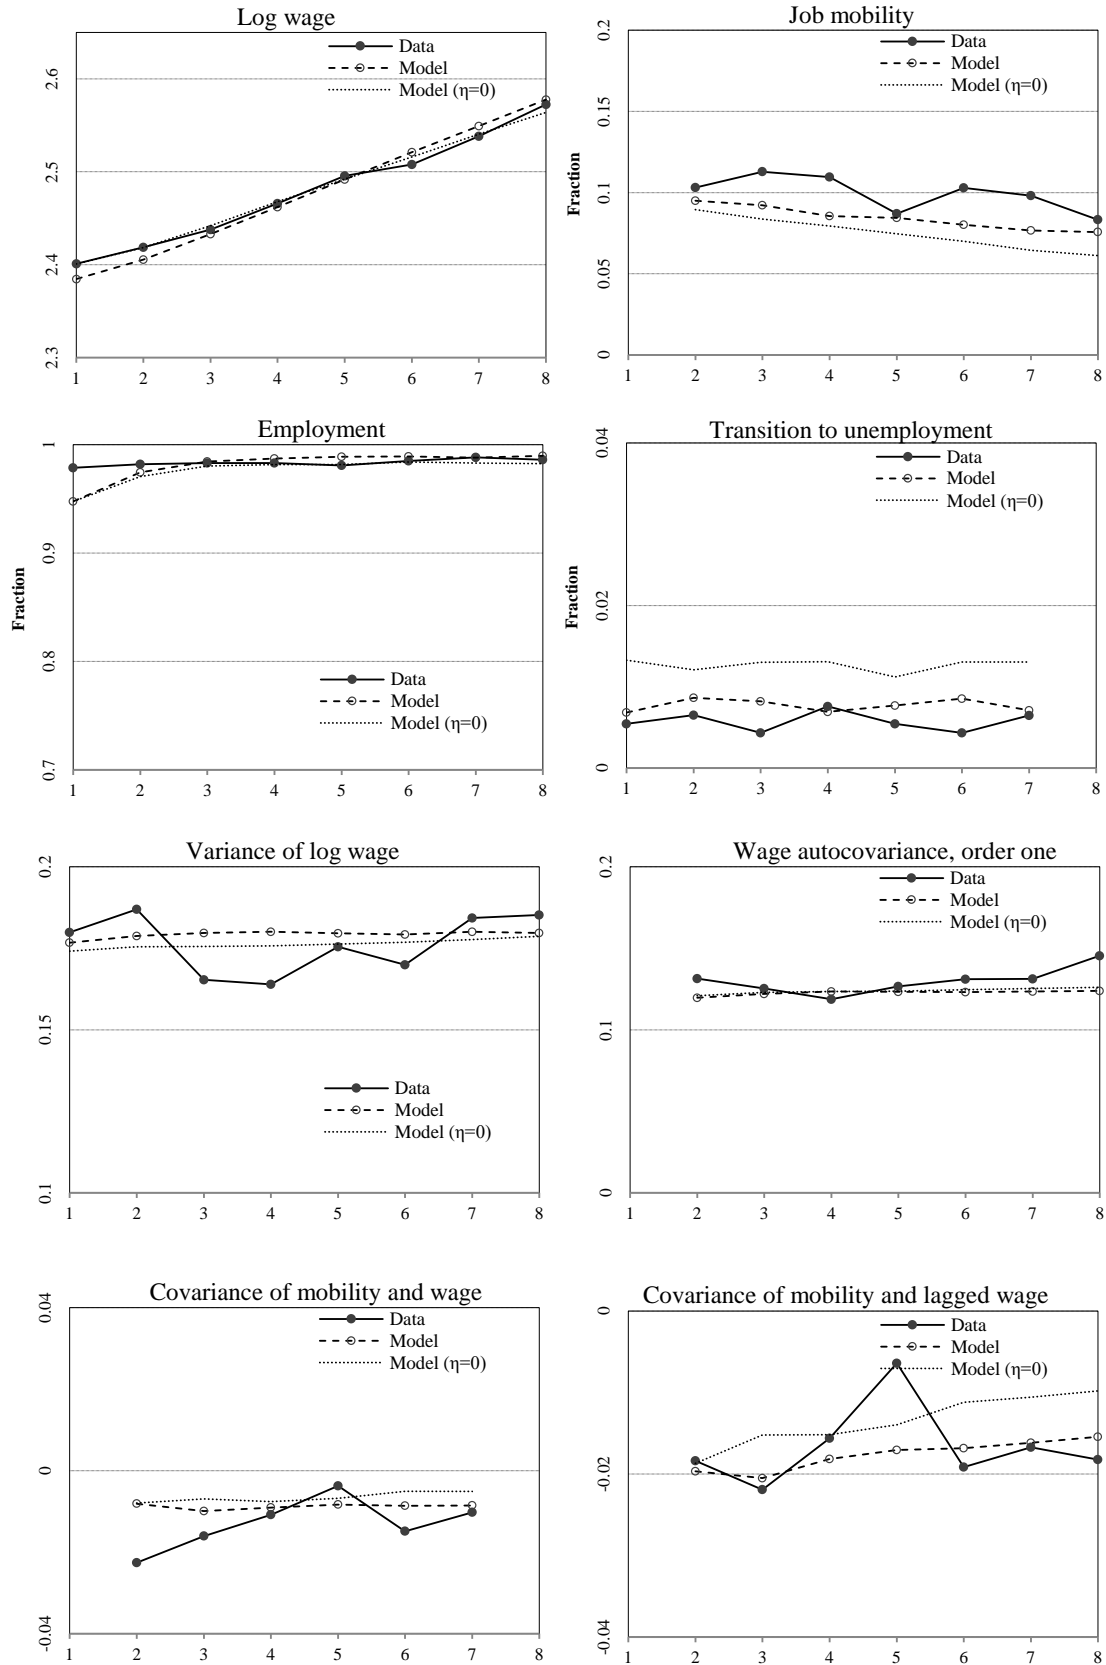 Log wage
Data
Model
Model (η=0)
2.6
2.5
2.4
2.3
1 2 3 4 5 6 7 8
Job mobility
Data
Model
Model (η=0)
0.2
0.15
0.1
0.05
0
Fraction
1 2 3 4 5 6 7 8
Employment
1
0.9
0.8
0.7
Fraction
Data
Model
Model (η=0)
1 2 3 4 5 6 7 8
Transition to unemployment
Data
Model
Model (η=0)
0.04
0.02
0
Fraction
1 2 3 4 5 6 7 8
Variance of log wage
0.2
0.15
0.1
Data
Model
Model (η=0)
1 2 3 4 5 6 7 8
Wage autocovariance, order one
Data
Model
Model (η=0)
0.2
0.1
0
1 2 3 4 5 6 7 8
Covariance of mobility and wage
Data
Model
Model (η=0)
0.04
0
-0.04
1 2 3 4 5 6 7 8
Covariance of mobility and lagged wage
Data
Model
Model (η=0)
0
-0.02
-0.04
1 2 3 4 5 6 7 8